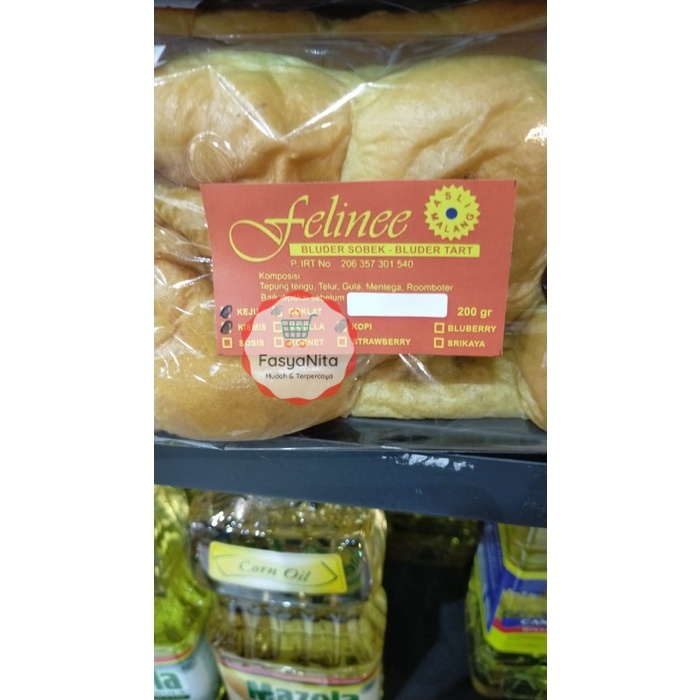 Felinee
ASLI MALANG
BLUDER SOBEK - BLUDER TART
P. IRT No 206 357 301 540
Komposisi
Tepung terigu, Telur, Gula, Mentega, Roomboter
200 gr
KEJU
KISMIS KOPI BLUBERRY
SOSIS STRAWBERRY SRIKAYA
FasyaNita
Mudah & Terpercaya
Corn Oil
Mazola